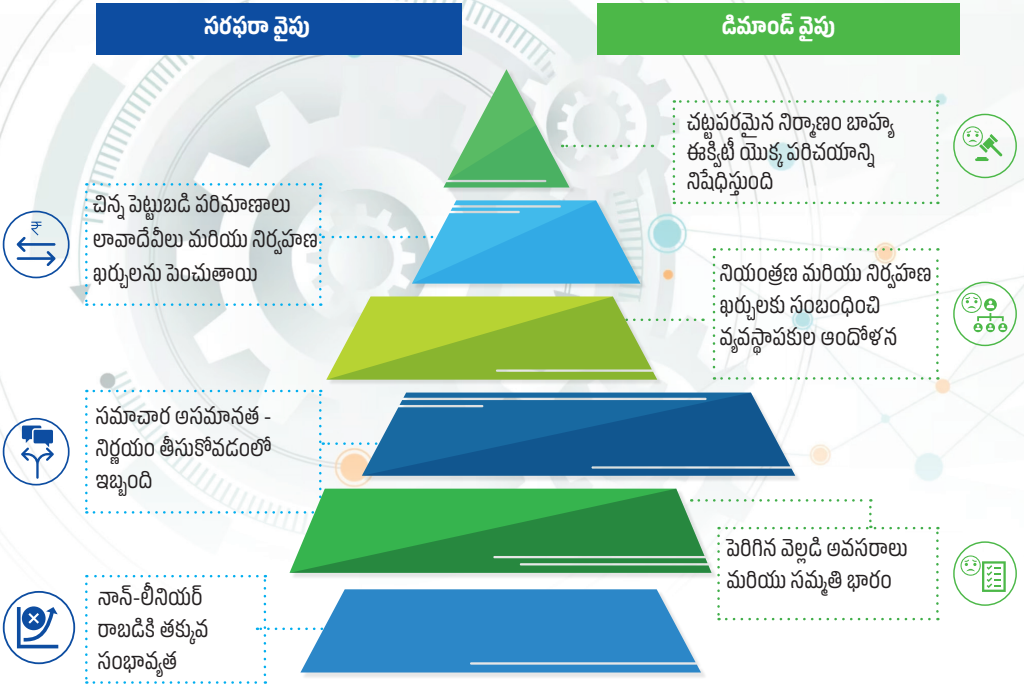 సరఫరా వైపు
డిమాండ్ వైపు
చట్టపరమైన నిర్మాణం బాహ్య
ఈక్విటీ యొక్క పరిచయాన్ని
నిషేధిస్తుంది
చిన్న పెట్టుబడి పరిమాణాలు
లావాదేవీలు మరియు నిర్వహణ
ఖర్చులను పెంచుతాయి
నియంత్రణ మరియు నిర్వహణ
ఖర్చులకు సంబంధించి
వ్యవస్థాపకుల ఆందోళన
సమాచార అసమానత -
నిర్ణయం తీసుకోవడంలో
ఇబ్బంది
పెరిగిన వెల్లడి అవసరాలు
మరియు సమ్మతి భారం
నాన్-లీనియర్
రాబడికి తక్కువ
సంభావ్యత
₹